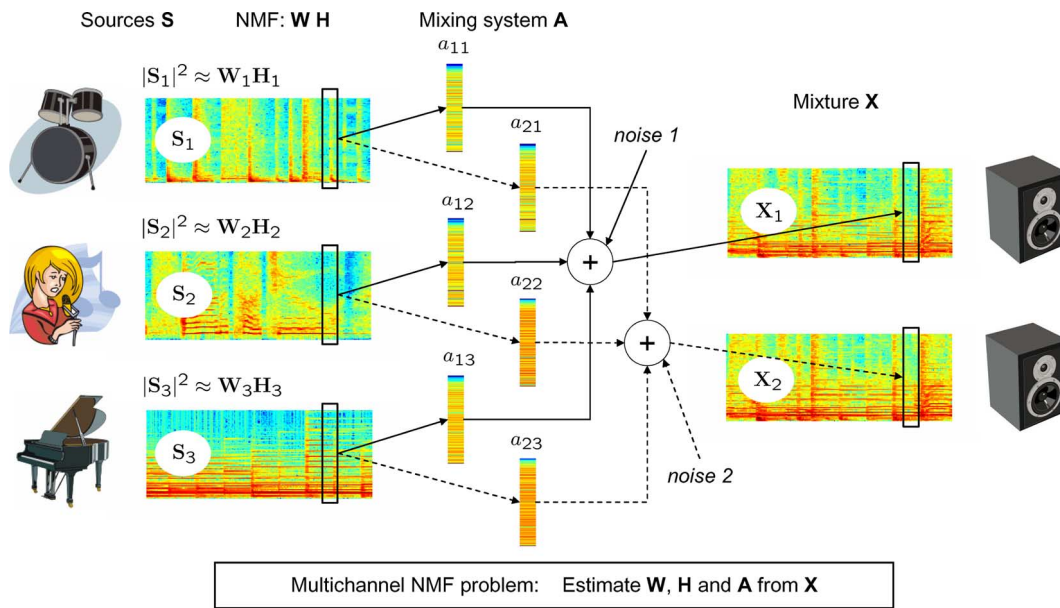 Sources S NMF: W H Mixing system A
a₁₁
|S₁|² ≈ W₁H₁
Mixture X
S₁
a₂₁
noise 1
a₁₂
X₁
|S₂|² ≈ W₂H₂
S₂
a₂₂
+
+
a₁₃
X₂
|S₃|² ≈ W₃H₃
S₃
a₂₃
noise 2
Multichannel NMF problem: Estimate W, H and A from X